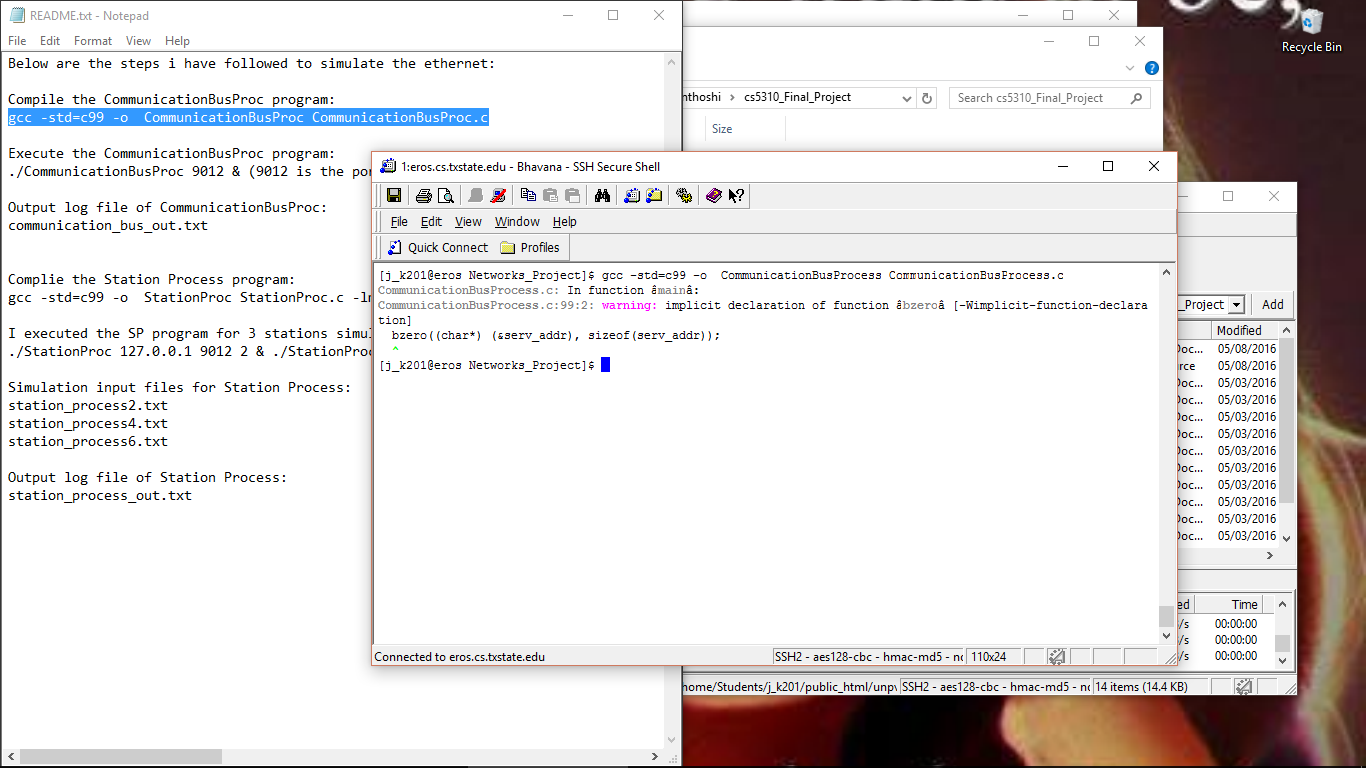 README.txt - Notepad
File Edit Format View Help
Below are the steps i have followed to simulate the ethernet:
Compile the CommunicationBusProc program:
gcc -std=c99 -o  CommunicationBusProc CommunicationBusProc.c
Execute the CommunicationBusProc program:
./CommunicationBusProc 9012 & (9012 is the po
Output log file of CommunicationBusProc:
communication_bus_out.txt
Complie the Station Process program:
gcc -std=c99 -o  StationProc StationProc.c -l
I executed the SP program for 3 stations simu
./StationProc 127.0.0.1 9012 2 & ./StationProc
Simulation input files for Station Process:
station_process2.txt
station_process4.txt
station_process6.txt
Output log file of Station Process:
station_process_out.txt
nthoshi > cs5310_Final_Project
Search cs5310_Final_Project
Size
Recycle Bin
1:eros.cs.txstate.edu - Bhavana - SSH Secure Shell
File Edit View Window Help
Quick Connect Profiles
[j_k201@eros Networks_Project]$ gcc -std=c99 -o  CommunicationBusProcess CommunicationBusProcess.c
CommunicationBusProcess.c: In function âmainâ:
CommunicationBusProcess.c:99:2: warning: implicit declaration of function âbzeroâ [-Wimplicit-function-declara
tion]
bzero((char*) (&serv_addr), sizeof(serv_addr));
^
[j_k201@eros Networks_Project]$
Connected to eros.cs.txstate.edu
SSH2 - aes128-cbc - hmac-md5 - nc
110x24
_Project Add
Modified
Doc... 05/08/2016
rce 05/08/2016
Doc... 05/03/2016
Doc... 05/03/2016
Doc... 05/03/2016
Doc... 05/03/2016
Doc... 05/03/2016
Doc... 05/03/2016
Doc... 05/03/2016
Doc... 05/03/2016
Doc... 05/03/2016
Doc... 05/03/2016
ed Time
/s 00:00:00
/s 00:00:00
/s 00:00:00
home/Students/j_k201/public_html/unpv
SSH2 - aes128-cbc - hmac-md5 - nc
14 items (14.4 KB)